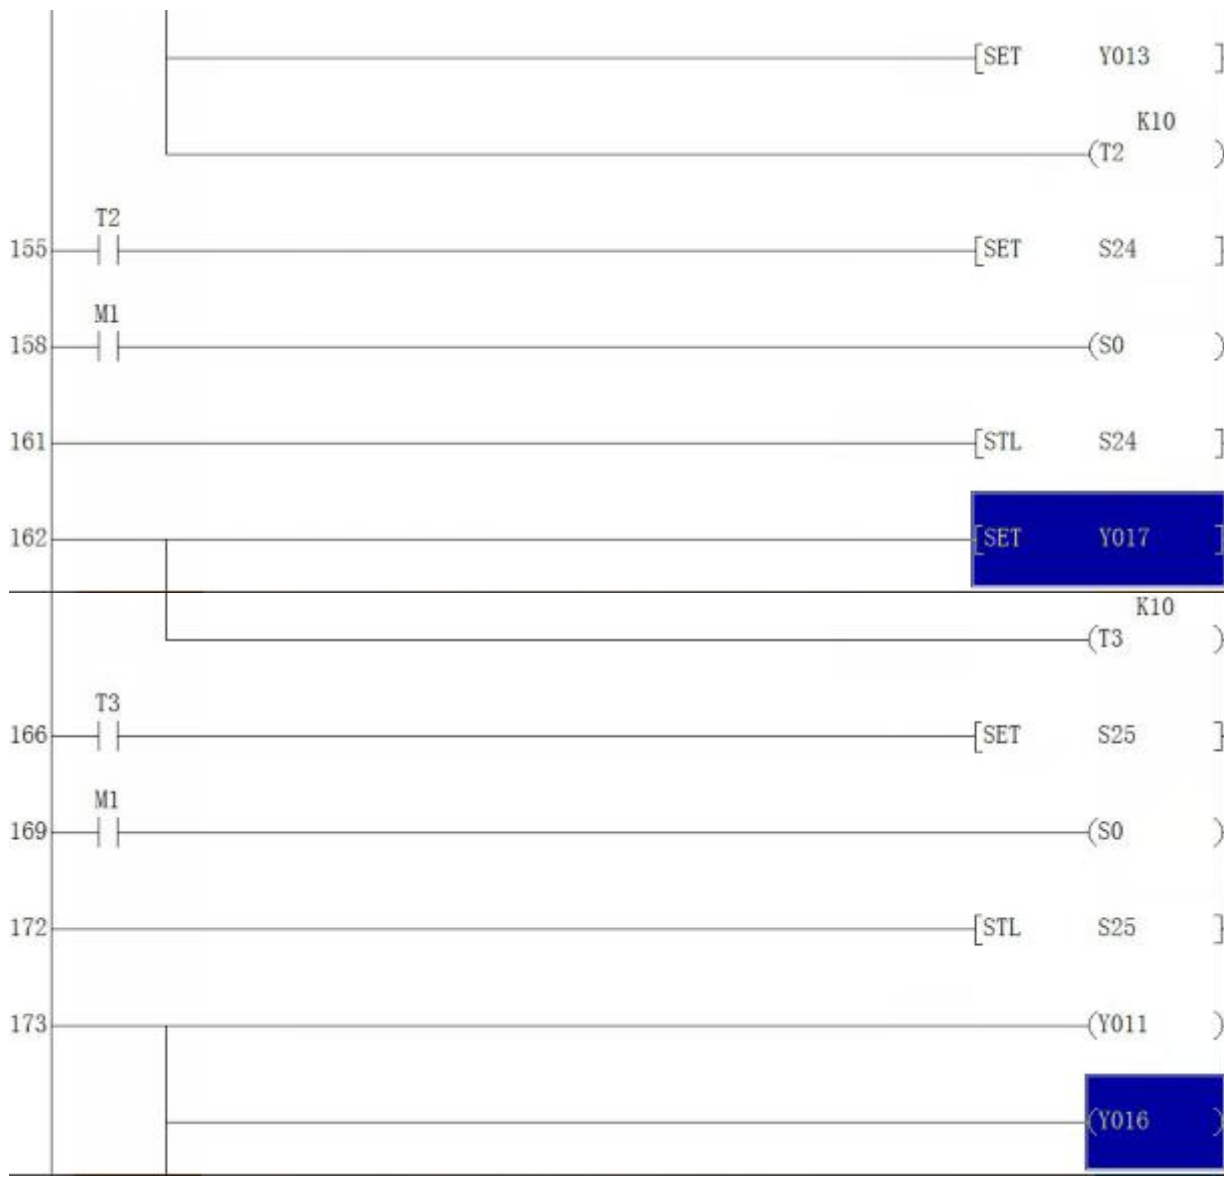 [SET Y013 ]
K10
(T2 )
T2
155 [SET S24 ]
M1
158 (S0 )
161 [STL S24 ]
162 [SET Y017 ]
K10
(T3 )
T3
166 [SET S25 ]
M1
169 (S0 )
172 [STL S25 ]
173 (Y011 )
(Y016 )